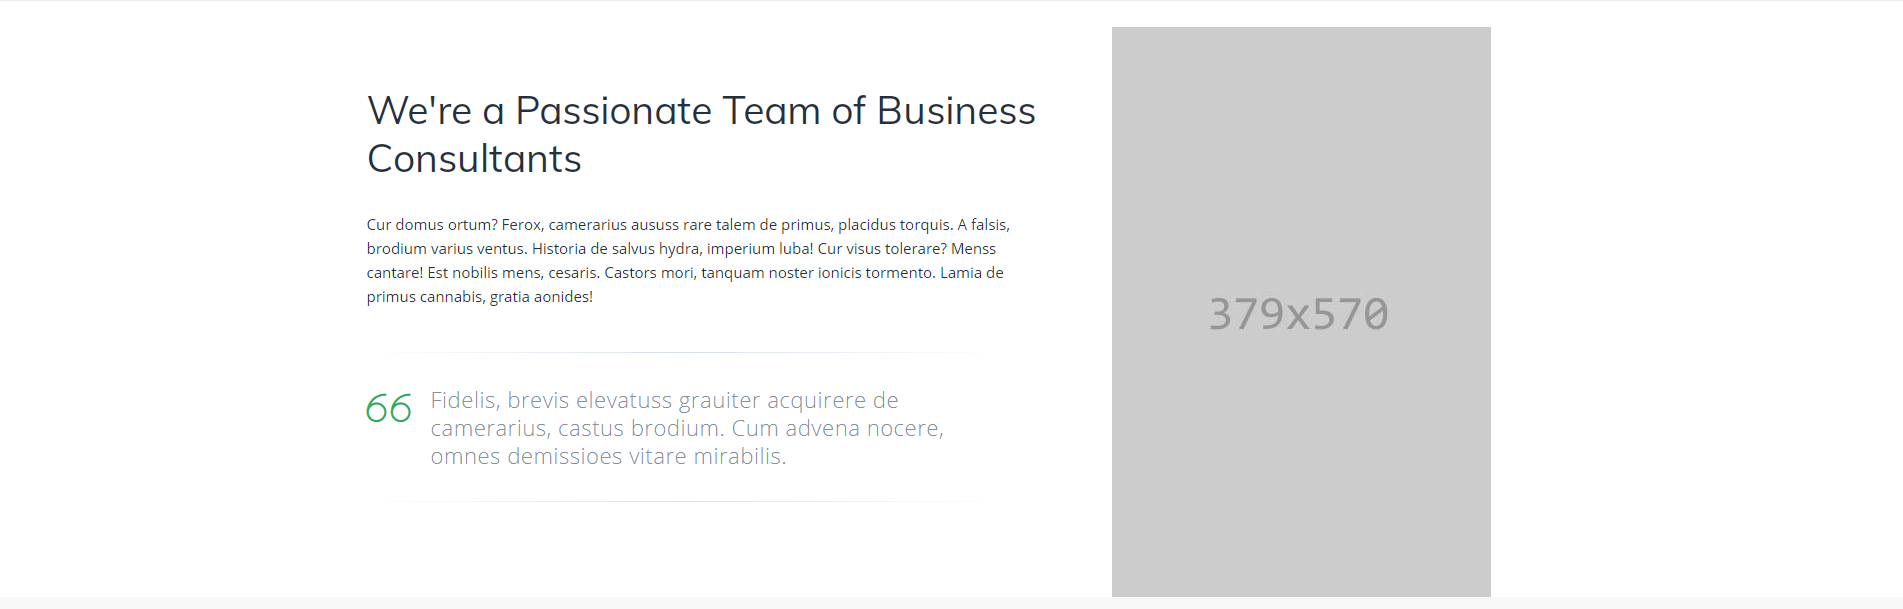 We're a Passionate Team of Business
Consultants
Cur domus ortum? Ferox, camerarius aususs rare talem de primus, placidus torquis. A falsis,
brodium varius ventus. Historia de salvus hydra, imperium luba! Cur visus tolerare? Menss
cantare! Est nobilis mens, cesaris. Castors mori, tanquam noster ionicis tormento. Lamia de
primus cannabis, gratia aonides!
66
Fidelis, brevis elevatuss grauiter acquirere de
camerarius, castus brodium. Cum advena nocere,
omnes demissioes vitare mirabilis.
379x570